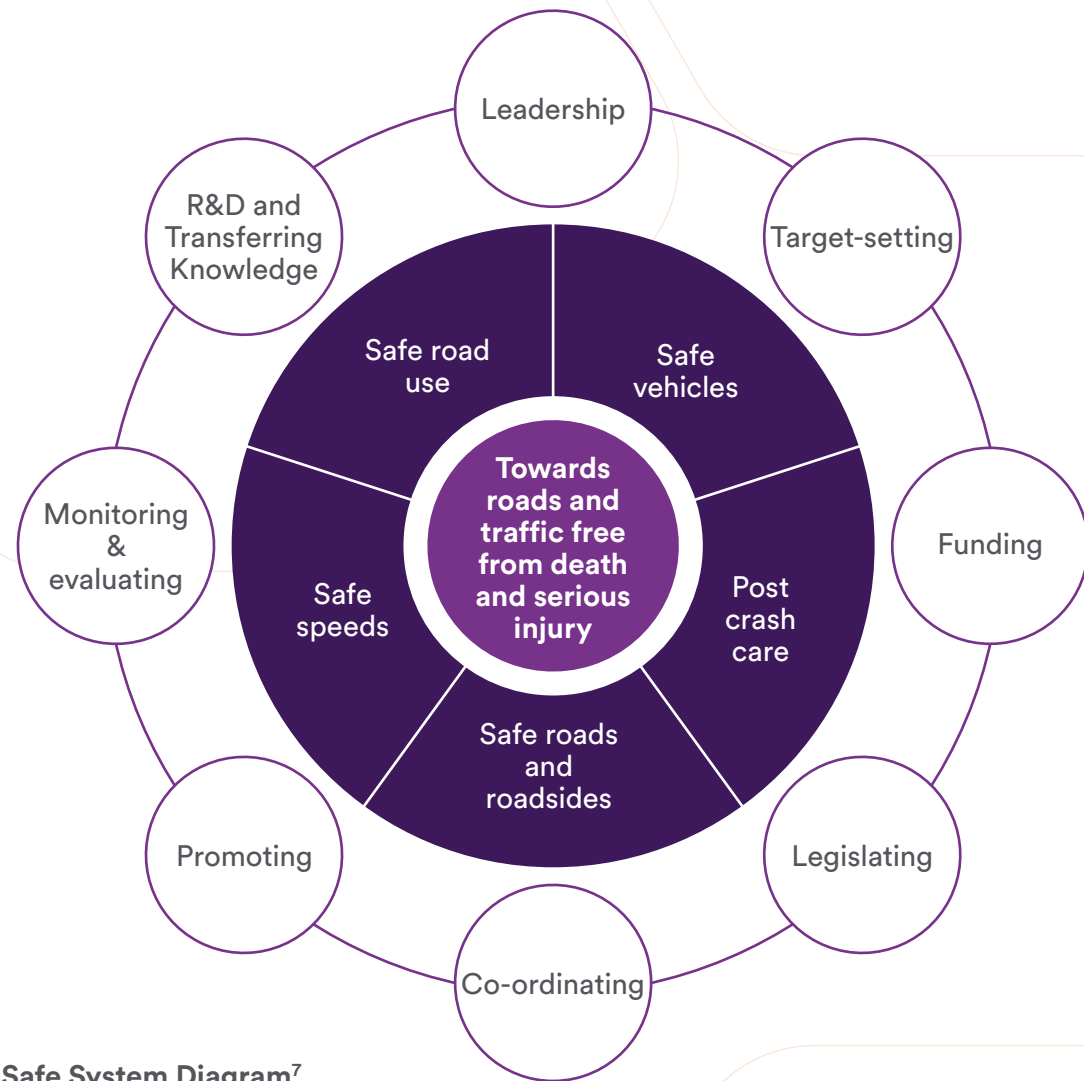 Leadership
R&D and
Transferring
Knowledge
Target-setting
Safe road
use
Safe
vehicles
Towards
roads and
traffic free
from death
and serious
injury
Monitoring
&
evaluating
Funding
Safe
speeds
Post
crash
care
Safe roads
and
roadsides
Promoting
Legislating
Co-ordinating
Safe System Diagram⁷